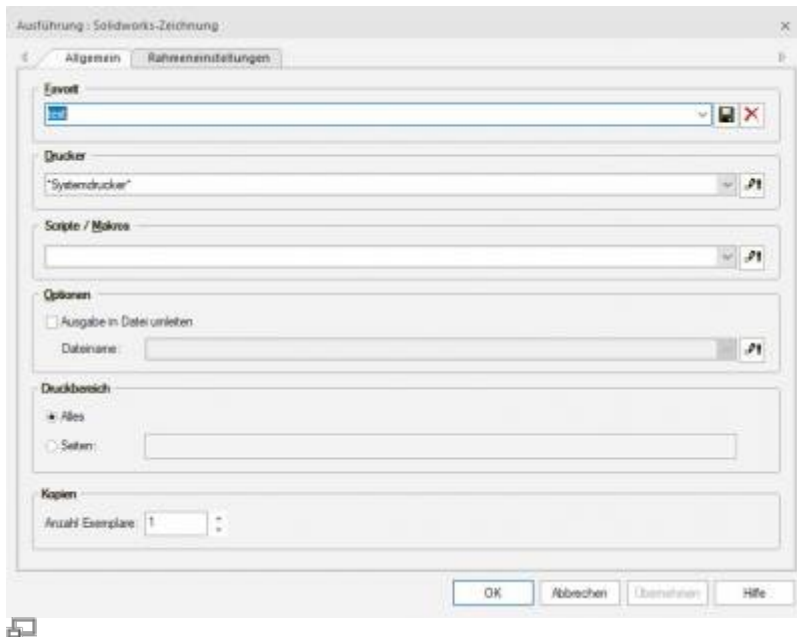 Ausführung : Solidworks-Zeichnung
Allgemein Rahmeneinstellungen
Favorit
test
Drucker
"Systemdrucker"
Scripte / Makros
Optionen
Ausgabe in Datei umleiten
Dateiname:
Druckbereich
Alles
Seiten:
Kopien
Anzahl Exemplare: 1
OK Abbrechen Übernehmen Hilfe